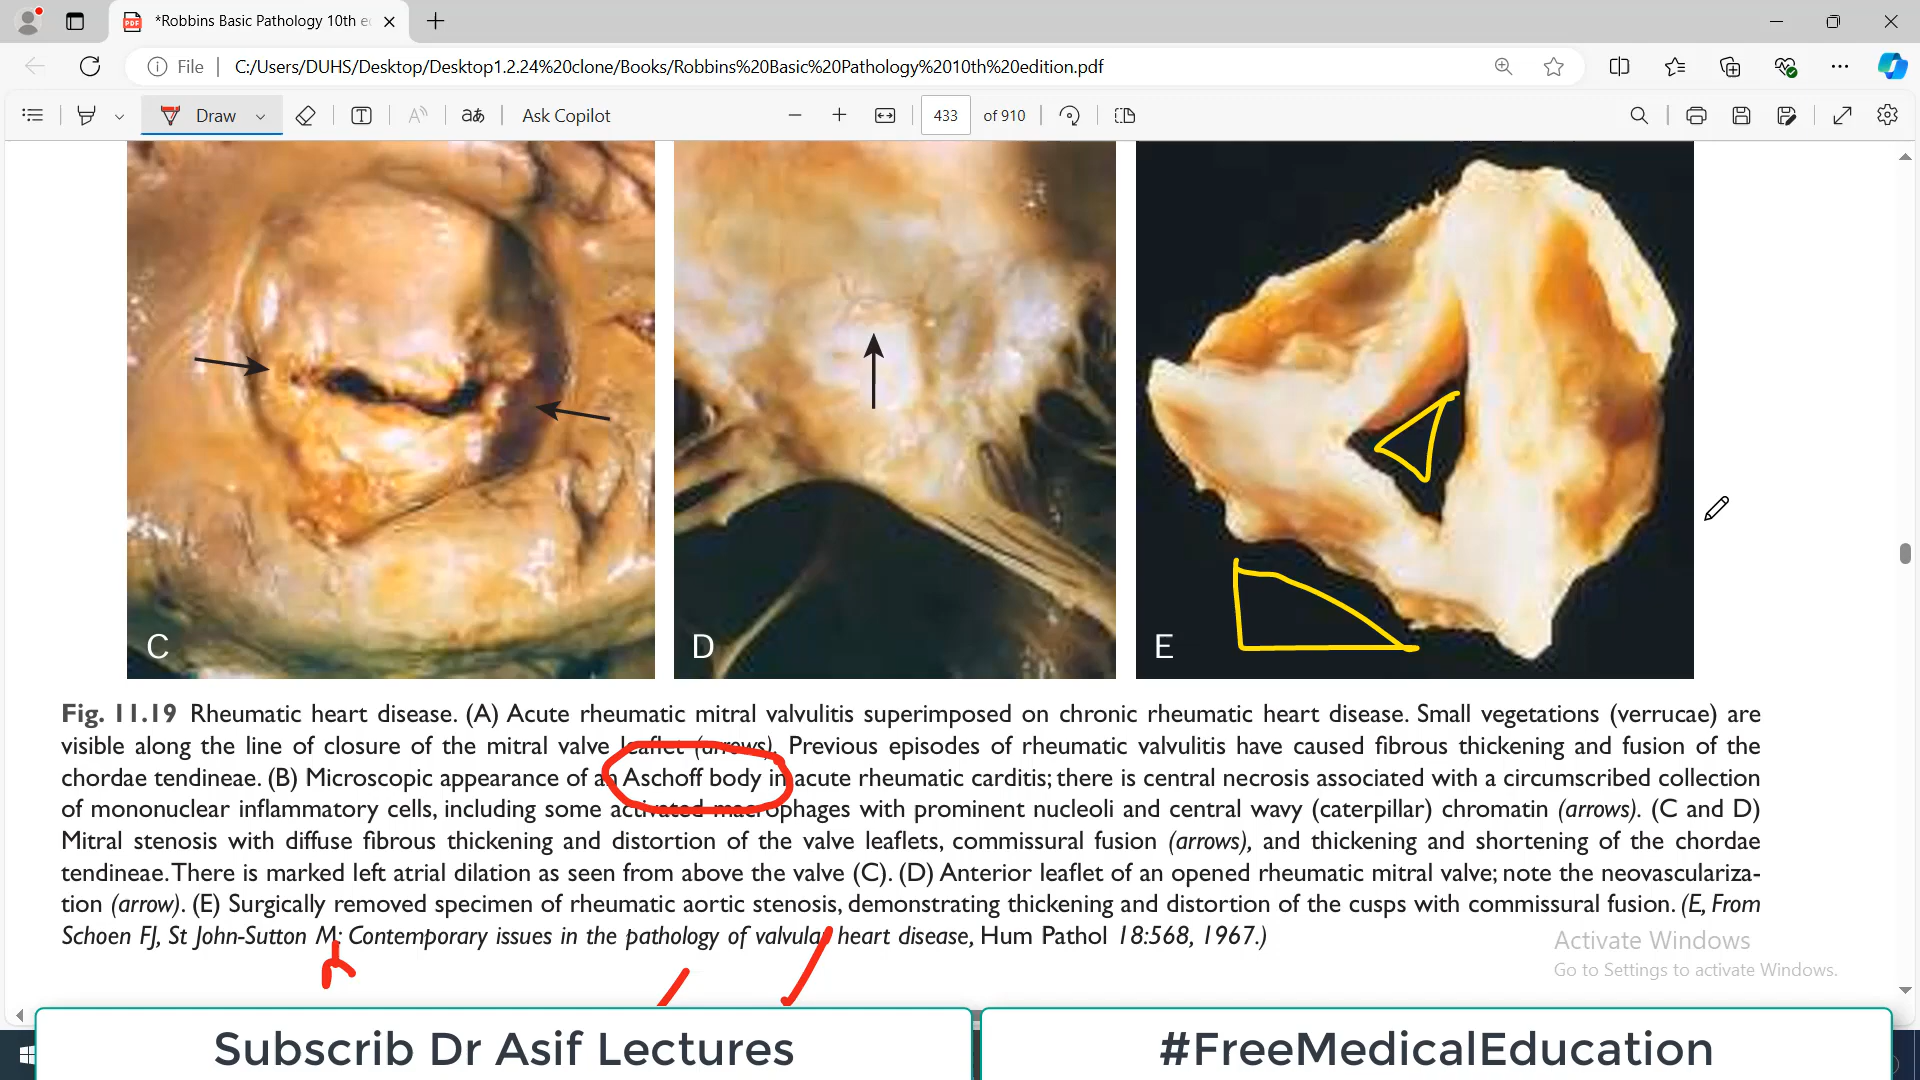 *Robbins Basic Pathology 10th e
File
C:/Users/DUHS/Desktop/Desktop1.2.24%20clone/Books/Robbins%20Basic%20Pathology%2010th%20edition.pdf
Draw
Ask Copilot
433 of 910
C
D
E
Fig. 11.19 Rheumatic heart disease. (A) Acute rheumatic mitral valvulitis superimposed on chronic rheumatic heart disease. Small vegetations (verrucae) are
visible along the line of closure of the mitral valve leaflet (arrows). Previous episodes of rheumatic valvulitis have caused fibrous thickening and fusion of the
chordae tendineae. (B) Microscopic appearance of an Aschoff body in acute rheumatic carditis; there is central necrosis associated with a circumscribed collection
of mononuclear inflammatory cells, including some activated macrophages with prominent nucleoli and central wavy (caterpillar) chromatin (arrows). (C and D)
Mitral stenosis with diffuse fibrous thickening and distortion of the valve leaflets, commissural fusion (arrows), and thickening and shortening of the chordae
tendineae. There is marked left atrial dilation as seen from above the valve (C). (D) Anterior leaflet of an opened rheumatic mitral valve; note the neovasculariza-
tion (arrow). (E) Surgically removed specimen of rheumatic aortic stenosis, demonstrating thickening and distortion of the cusps with commissural fusion. (E, From
Schoen FJ, St John-Sutton M: Contemporary issues in the pathology of valvular heart disease, Hum Pathol 18:568, 1967.)
Activate Windows
Go to Settings to activate Windows.
Subscrib Dr Asif Lectures
#FreeMedicalEducation